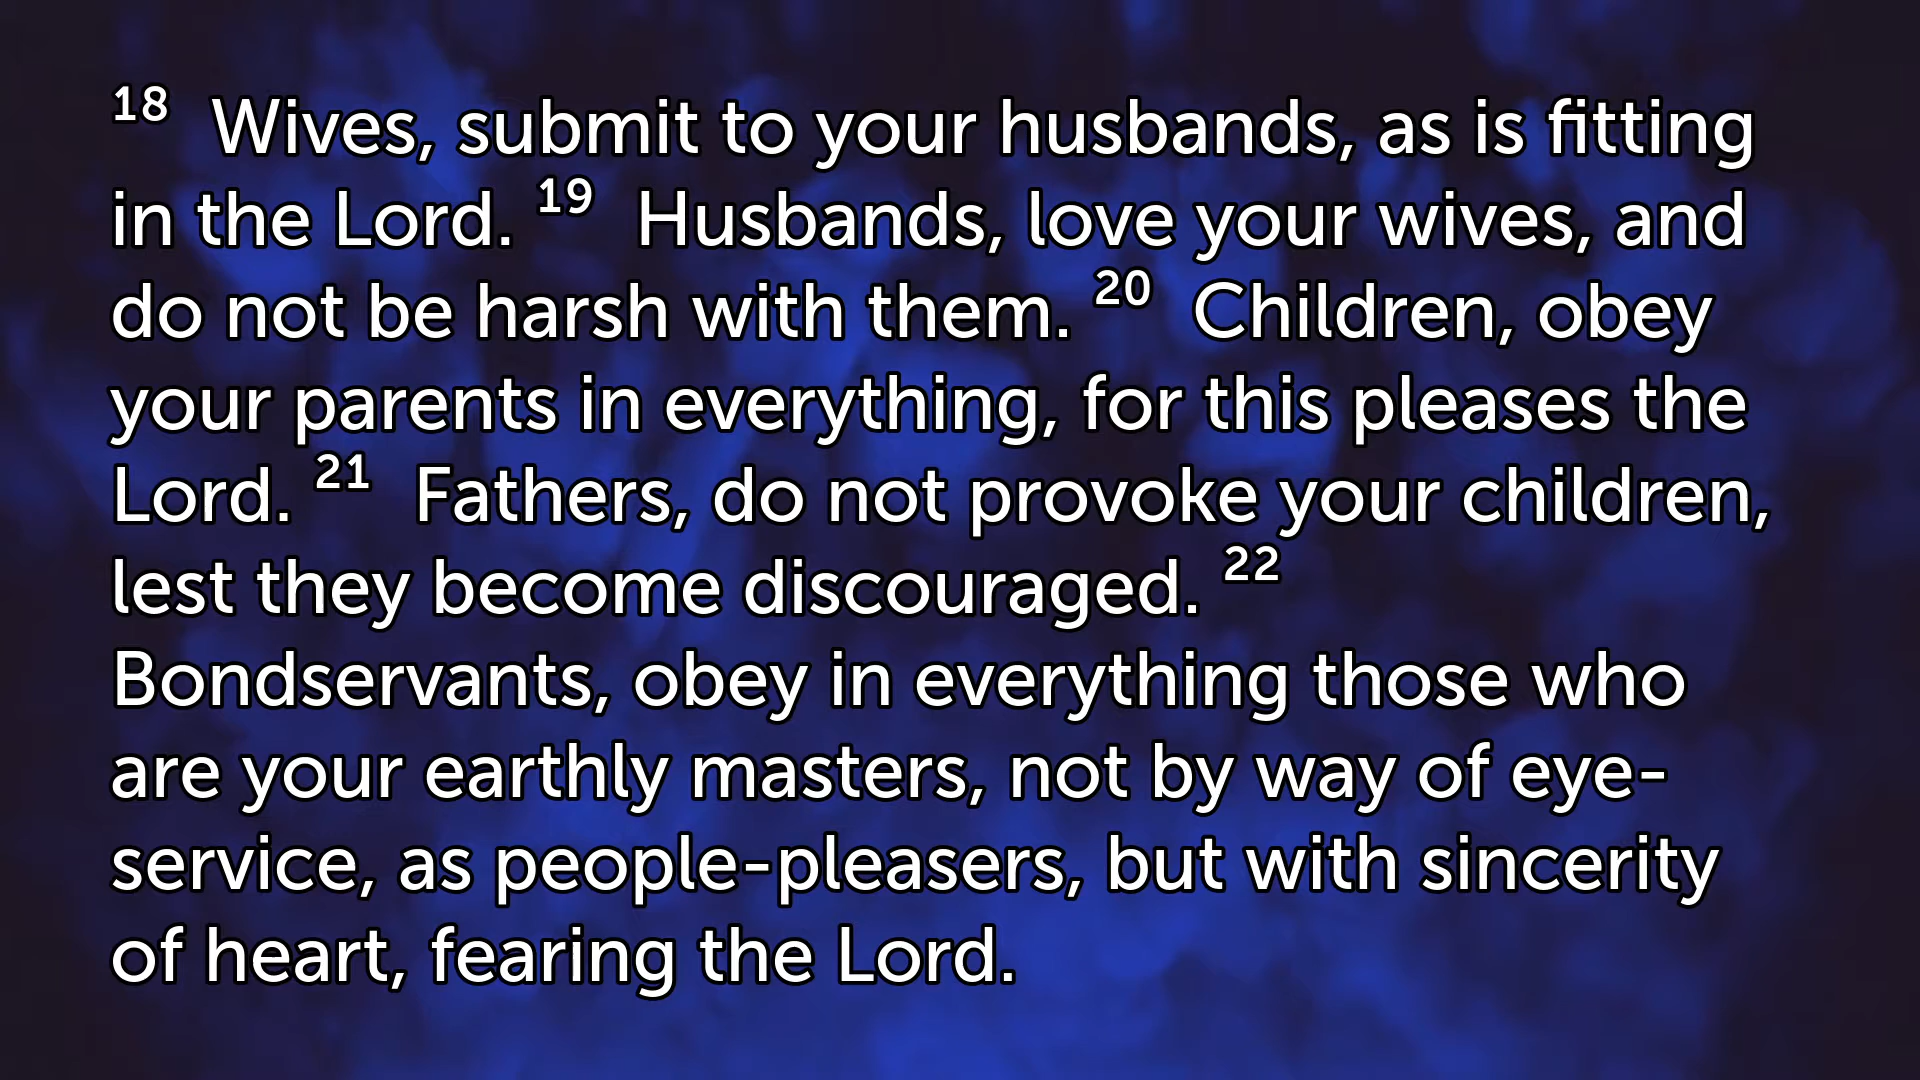 18 Wives, submit to your husbands, as is fitting
in the Lord. 19 Husbands, love your wives, and
do not be harsh with them. 20 Children, obey
your parents in everything, for this pleases the
Lord. 21 Fathers, do not provoke your children,
lest they become discouraged. 22
Bondservants, obey in everything those who
are your earthly masters, not by way of eye-
service, as people-pleasers, but with sincerity
of heart, fearing the Lord.